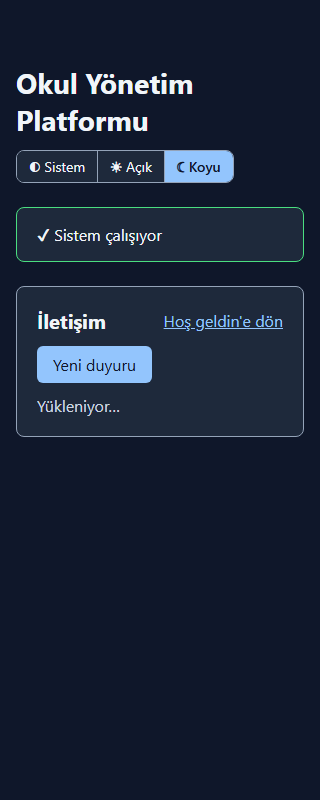 Okul Yönetim
Platformu
Sistem
Açık
Koyu
✓ Sistem çalışıyor
İletişim
Hoş geldin'e dön
Yeni duyuru
Yükleniyor...